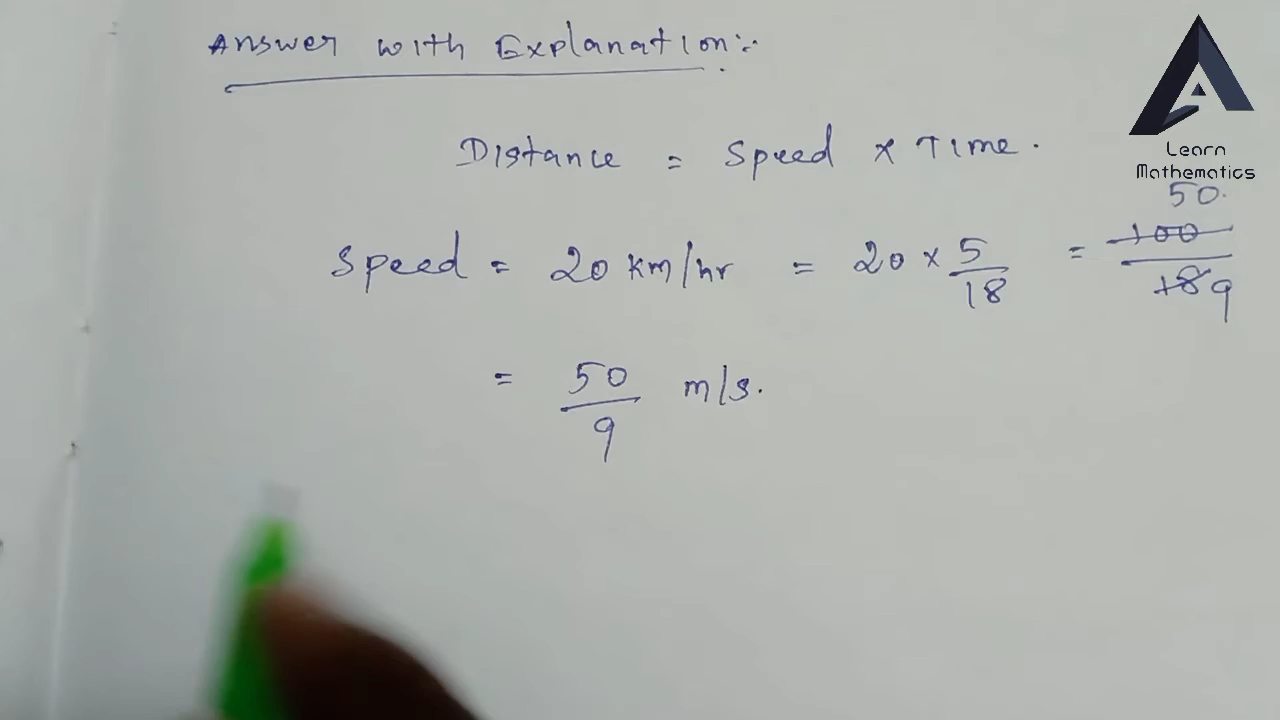 Answer with Explanation:-
Distance = Speed × Time.
Learn
Mathematics
Speed = 20 km/hr = 20 × 5/18 = 100/18 50/9
= 50/9 m/s.